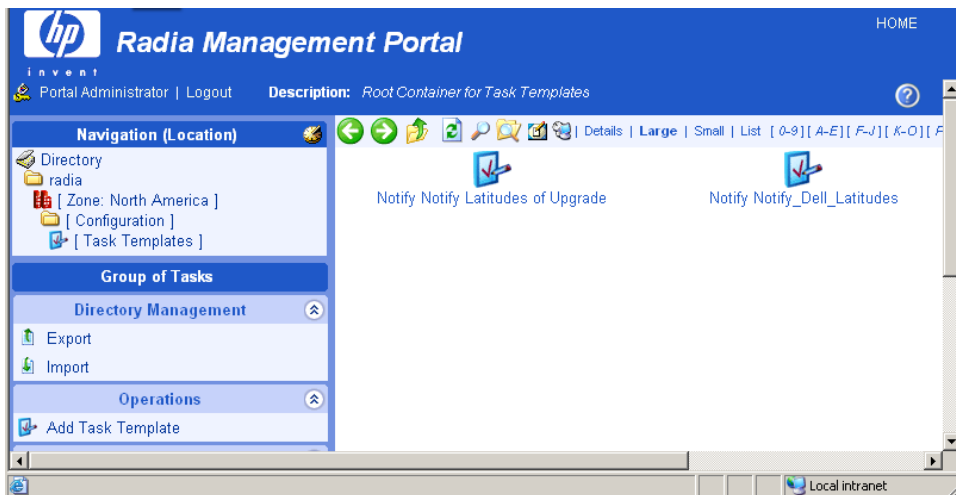 hp
invent
Radia Management Portal
HOME
Portal Administrator | Logout
Description: Root Container for Task Templates
Navigation (Location)
Directory
radia
[ Zone: North America ]
[ Configuration ]
[ Task Templates ]
| Details | Large | Small | List [ 0-9 ][ A-E ][ F-J ][ K-O ][ F
Notify Notify Latitudes of Upgrade
Notify Notify_Dell_Latitudes
Group of Tasks
Directory Management
Export
Import
Operations
Add Task Template
Local intranet